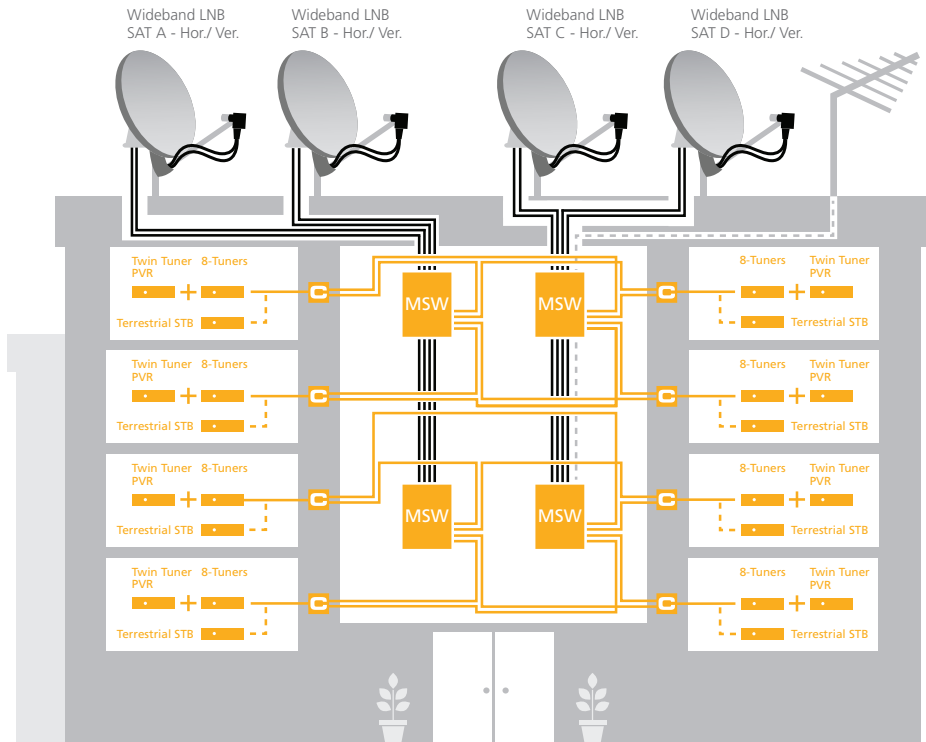 Wideband LNB
SAT A - Hor./ Ver.
Wideband LNB
SAT B - Hor./ Ver.
Wideband LNB
SAT C - Hor./ Ver.
Wideband LNB
SAT D - Hor./ Ver.
Twin Tuner
PVR
8-Tuners
Terrestrial STB
MSW
MSW
8-Tuners
Twin Tuner
PVR
Terrestrial STB
Twin Tuner
PVR
8-Tuners
Terrestrial STB
8-Tuners
Twin Tuner
PVR
Terrestrial STB
Twin Tuner
PVR
8-Tuners
Terrestrial STB
MSW
MSW
8-Tuners
Twin Tuner
PVR
Terrestrial STB
Twin Tuner
PVR
8-Tuners
Terrestrial STB
8-Tuners
Twin Tuner
PVR
Terrestrial STB